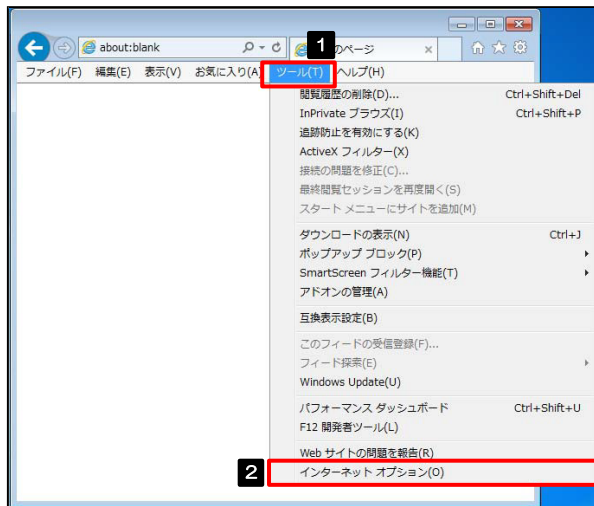 about:blank
1
のページ
ファイル(F) 編集(E) 表示(V) お気に入り(A) ツール(T) ヘルプ(H)
閲覧履歴の削除(D)... Ctrl+Shift+Del
InPrivate ブラウズ(I) Ctrl+Shift+P
追跡防止を有効にする(K)
ActiveX フィルター(X)
接続の問題を修正(C)...
最終閲覧セッションを再度開く(S)
スタート メニューにサイトを追加(M)
ダウンロードの表示(N) Ctrl+J
ポップアップ ブロック(P)
SmartScreen フィルター機能(T)
アドオンの管理(A)
互換表示設定(B)
このフィードの受信登録(F)...
フィード探索(E)
Windows Update(U)
パフォーマンス ダッシュボード Ctrl+Shift+U
F12 開発者ツール(L)
Web サイトの問題を報告(R)
2 インターネット オプション(O)